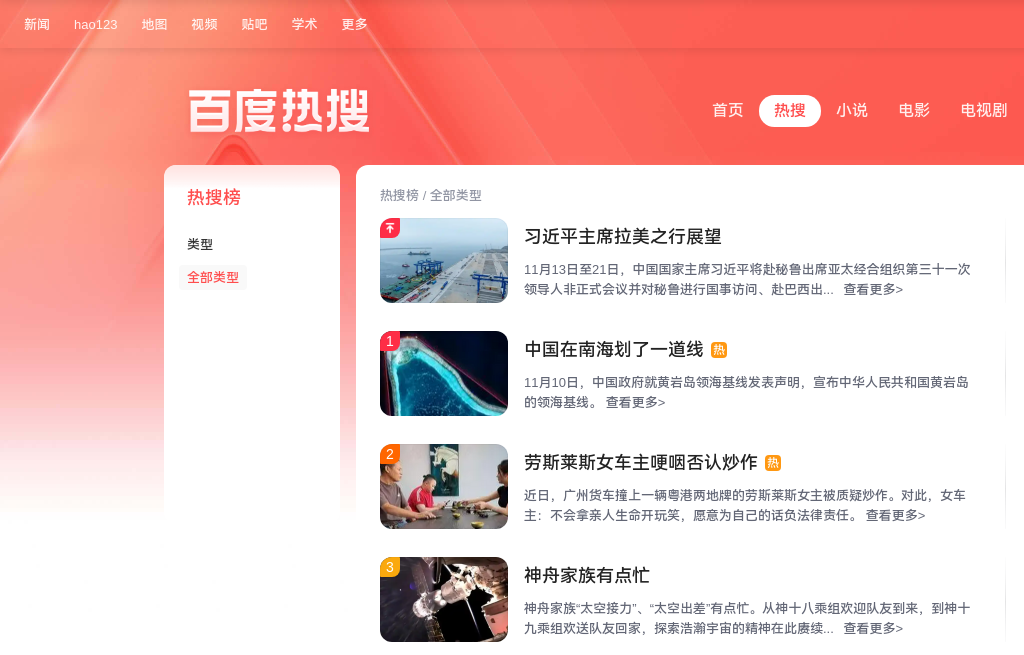 新闻 hao123 地图 视频 贴吧 学术 更多
百度热搜
首页 热搜 小说 电影 电视剧
热搜榜
类型
全部类型
热搜榜 / 全部类型
习近平主席拉美之行展望
11月13日至21日，中国国家主席习近平将赴秘鲁出席亚太经合组织第三十一次
领导人非正式会议并对秘鲁进行国事访问、赴巴西出... 查看更多>
1
中国在南海划了一道线 热
11月10日，中国政府就黄岩岛领海基线发表声明，宣布中华人民共和国黄岩岛
的领海基线。 查看更多>
2
劳斯莱斯女车主哽咽否认炒作 热
近日，广州货车撞上一辆粤港两地牌的劳斯莱斯女主被质疑炒作。对此，女车
主：不会拿亲人生命开玩笑，愿意为自己的话负法律责任。 查看更多>
3
神舟家族有点忙
神舟家族“太空接力”、“太空出差”有点忙。从神十八乘组欢迎队友到来，到神十
九乘组欢送队友回家，探索浩瀚宇宙的精神在此赓续... 查看更多>